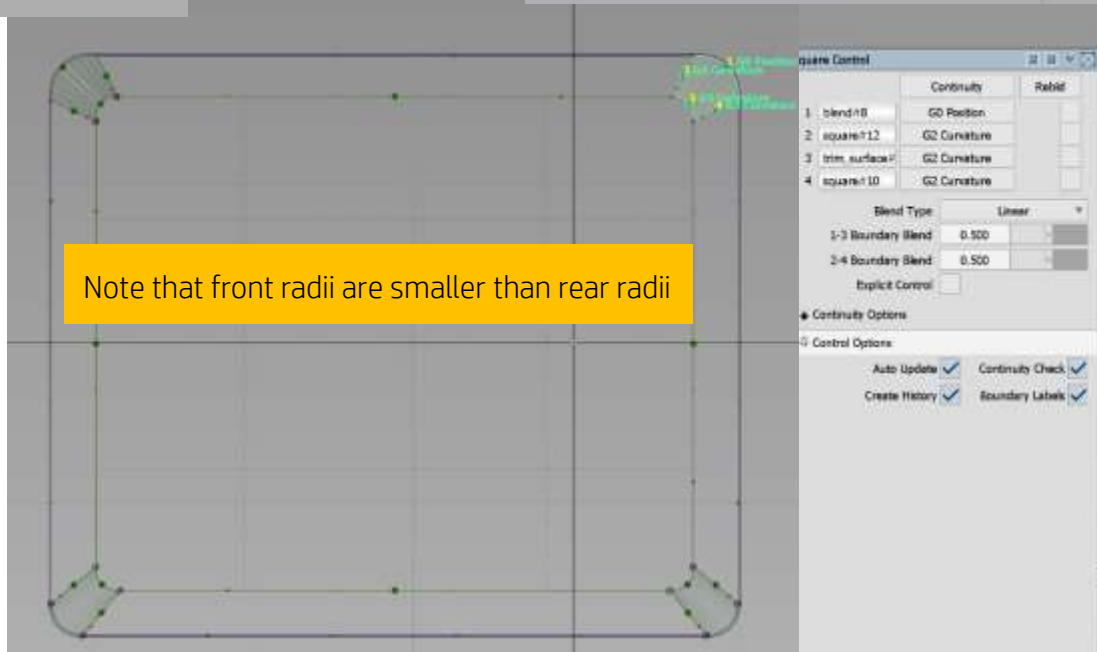 Square Control
Continuity Rebld
1 blend#8 G0 Position
2 square#12 G2 Curvature
3 trim_surface# G2 Curvature
4 square#10 G2 Curvature
Blend Type Linear
1-3 Boundary Blend 0.500
2-4 Boundary Blend 0.500
Explicit Control
Note that front radii are smaller than rear radii
Continuity Options
Control Options
Auto Update Continuity Check
Create History Boundary Labels